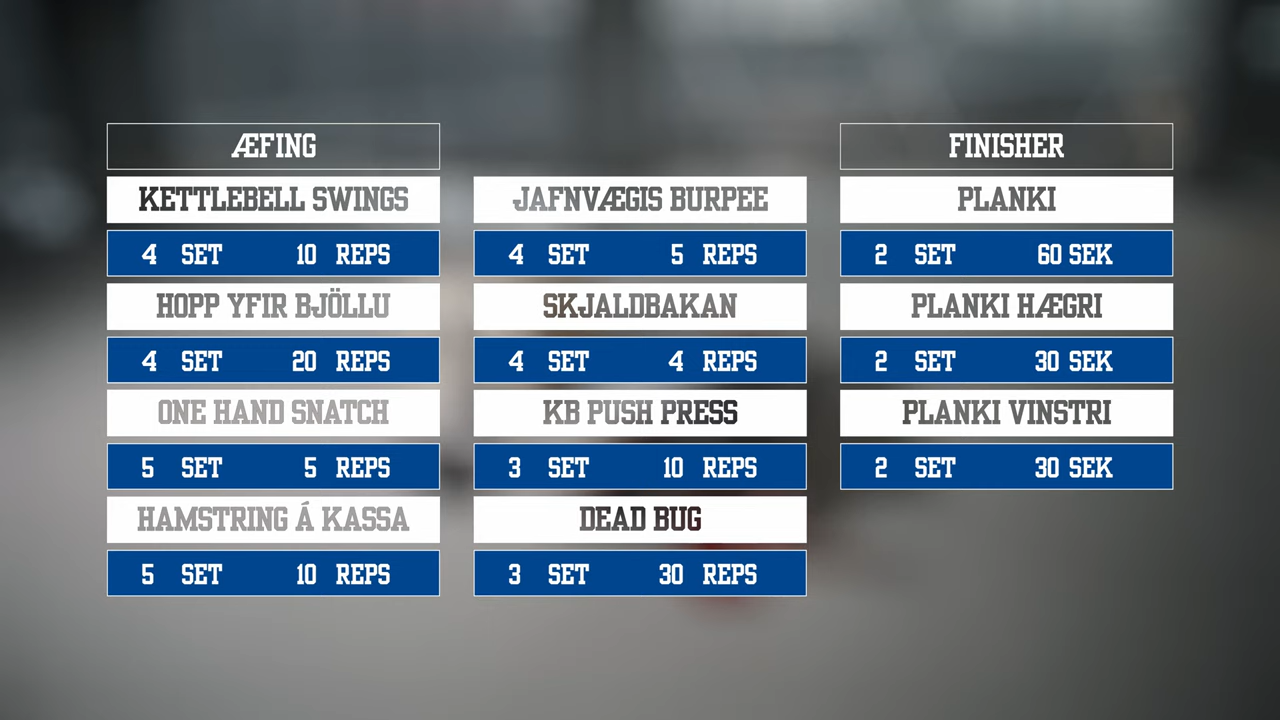 ÆFING
KETTLEBELL SWINGS
4 SET 10 REPS
HOPP YFIR BJÖLLU
4 SET 20 REPS
ONE HAND SNATCH
5 SET 5 REPS
HAMSTRING Á KASSA
5 SET 10 REPS
JAFNVÆGIS BURPEE
4 SET 5 REPS
SKJALDBAKAN
4 SET 4 REPS
KB PUSH PRESS
3 SET 10 REPS
DEAD BUG
3 SET 30 REPS
FINISHER
PLANKI
2 SET 60 SEK
PLANKI HÆGRI
2 SET 30 SEK
PLANKI VINSTRI
2 SET 30 SEK